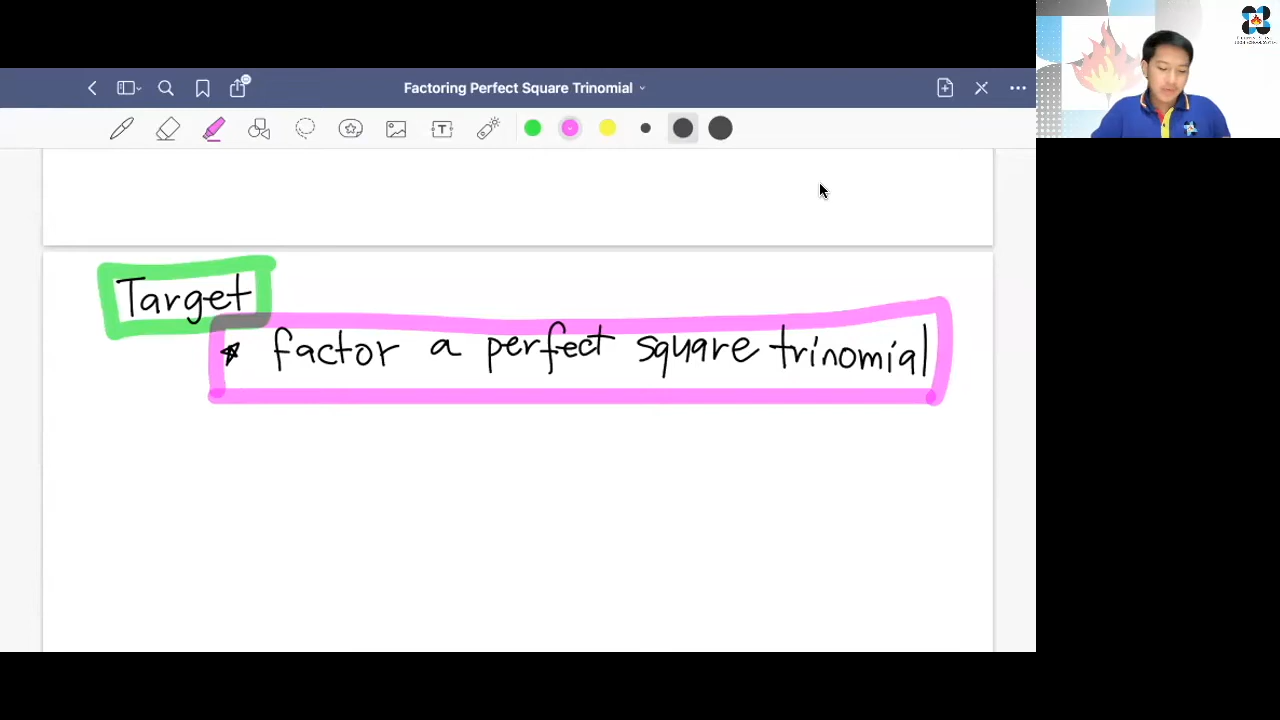 Factoring Perfect Square Trinomial
T
Target
* factor a perfect square trinomial